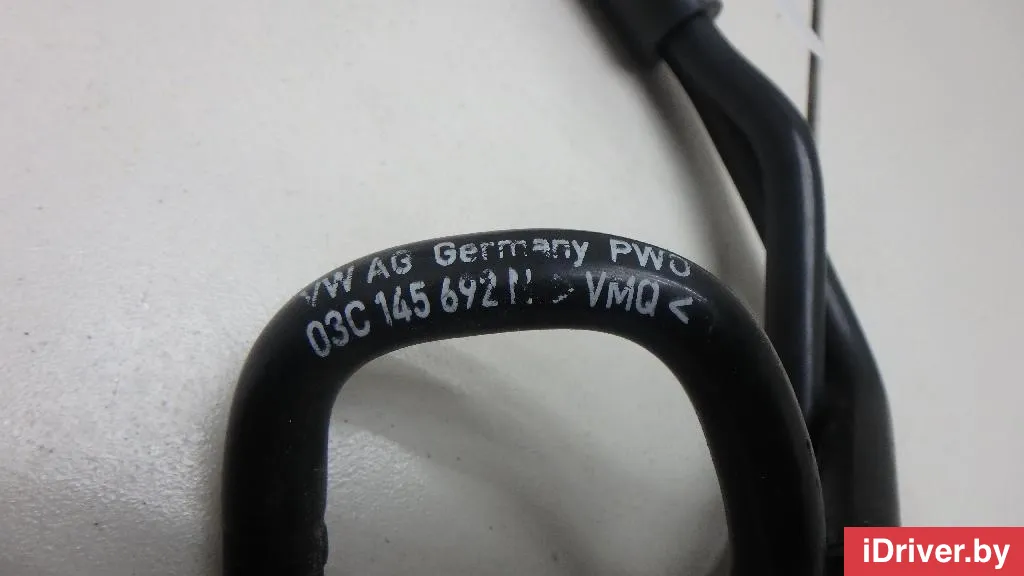 VW AG Germany PWO
03C 145 692 N >VMQ<
iDriver.by